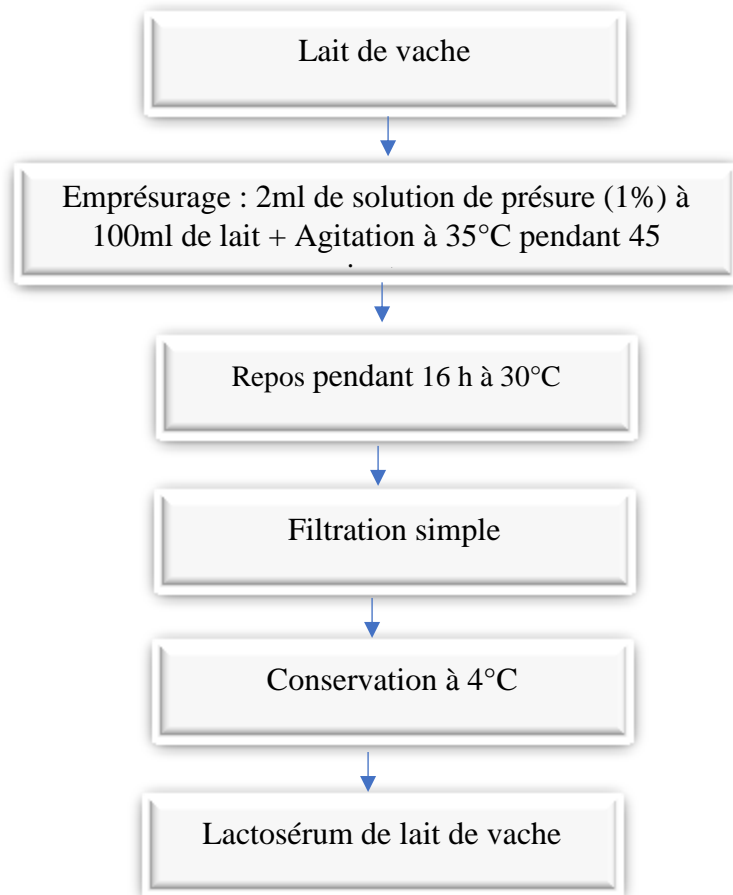 Lait de vache
Emprésurage : 2ml de solution de présure (1%) à
100ml de lait + Agitation à 35°C pendant 45
Repos pendant 16 h à 30°C
Filtration simple
Conservation à 4°C
Lactosérum de lait de vache